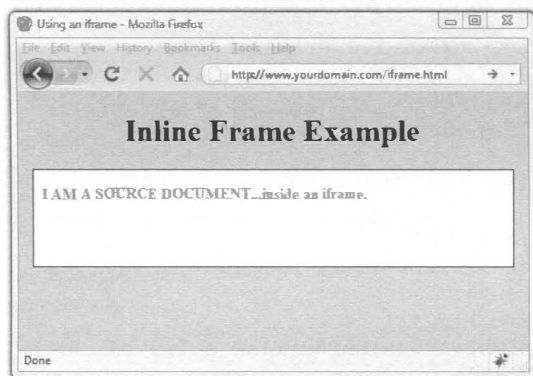 Using an iframe - Mozilla Firefox
File Edit View History Bookmarks Tools Help
http://www.yourdomain.com/iframe.html
Inline Frame Example
I AM A SOURCE DOCUMENT...inside an iframe.
Done